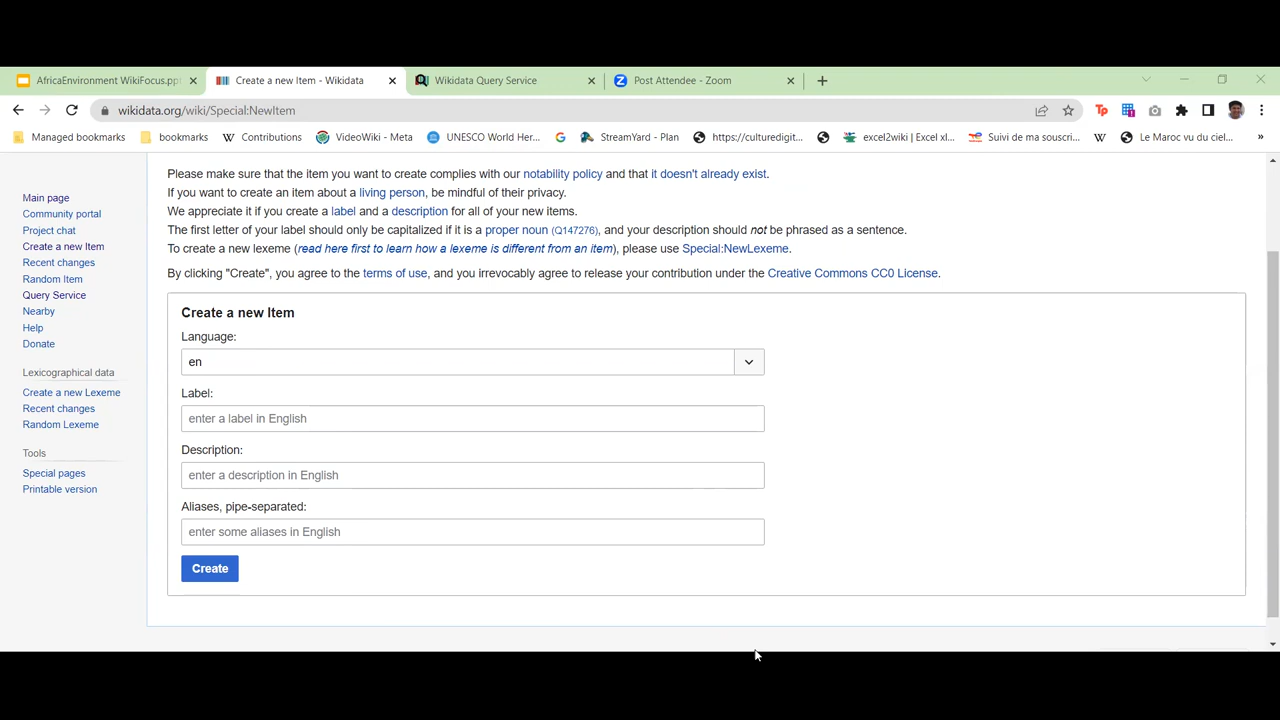 AfricaEnvironment WikiFocus.ppt
Create a new Item - Wikidata
Wikidata Query Service
Post Attendee - Zoom
wikidata.org/wiki/Special:NewItem
Managed bookmarks
bookmarks
Contributions
VideoWiki - Meta
UNESCO World Her...
StreamYard - Plan
https://culturedigit...
excel2wiki | Excel xl...
Suivi de ma souscri...
Le Maroc vu du ciel...
»
Main page
Community portal
Project chat
Create a new Item
Recent changes
Random Item
Query Service
Nearby
Help
Donate
Lexicographical data
Create a new Lexeme
Recent changes
Random Lexeme
Tools
Special pages
Printable version
Please make sure that the item you want to create complies with our notability policy and that it doesn't already exist.
If you want to create an item about a living person, be mindful of their privacy.
We appreciate it if you create a label and a description for all of your new items.
The first letter of your label should only be capitalized if it is a proper noun (Q147276), and your description should not be phrased as a sentence.
To create a new lexeme (read here first to learn how a lexeme is different from an item), please use Special:NewLexeme.
By clicking "Create", you agree to the terms of use, and you irrevocably agree to release your contribution under the Creative Commons CC0 License.
Create a new Item
Language:
en
Label:
enter a label in English
Description:
enter a description in English
Aliases, pipe-separated:
enter some aliases in English
Create